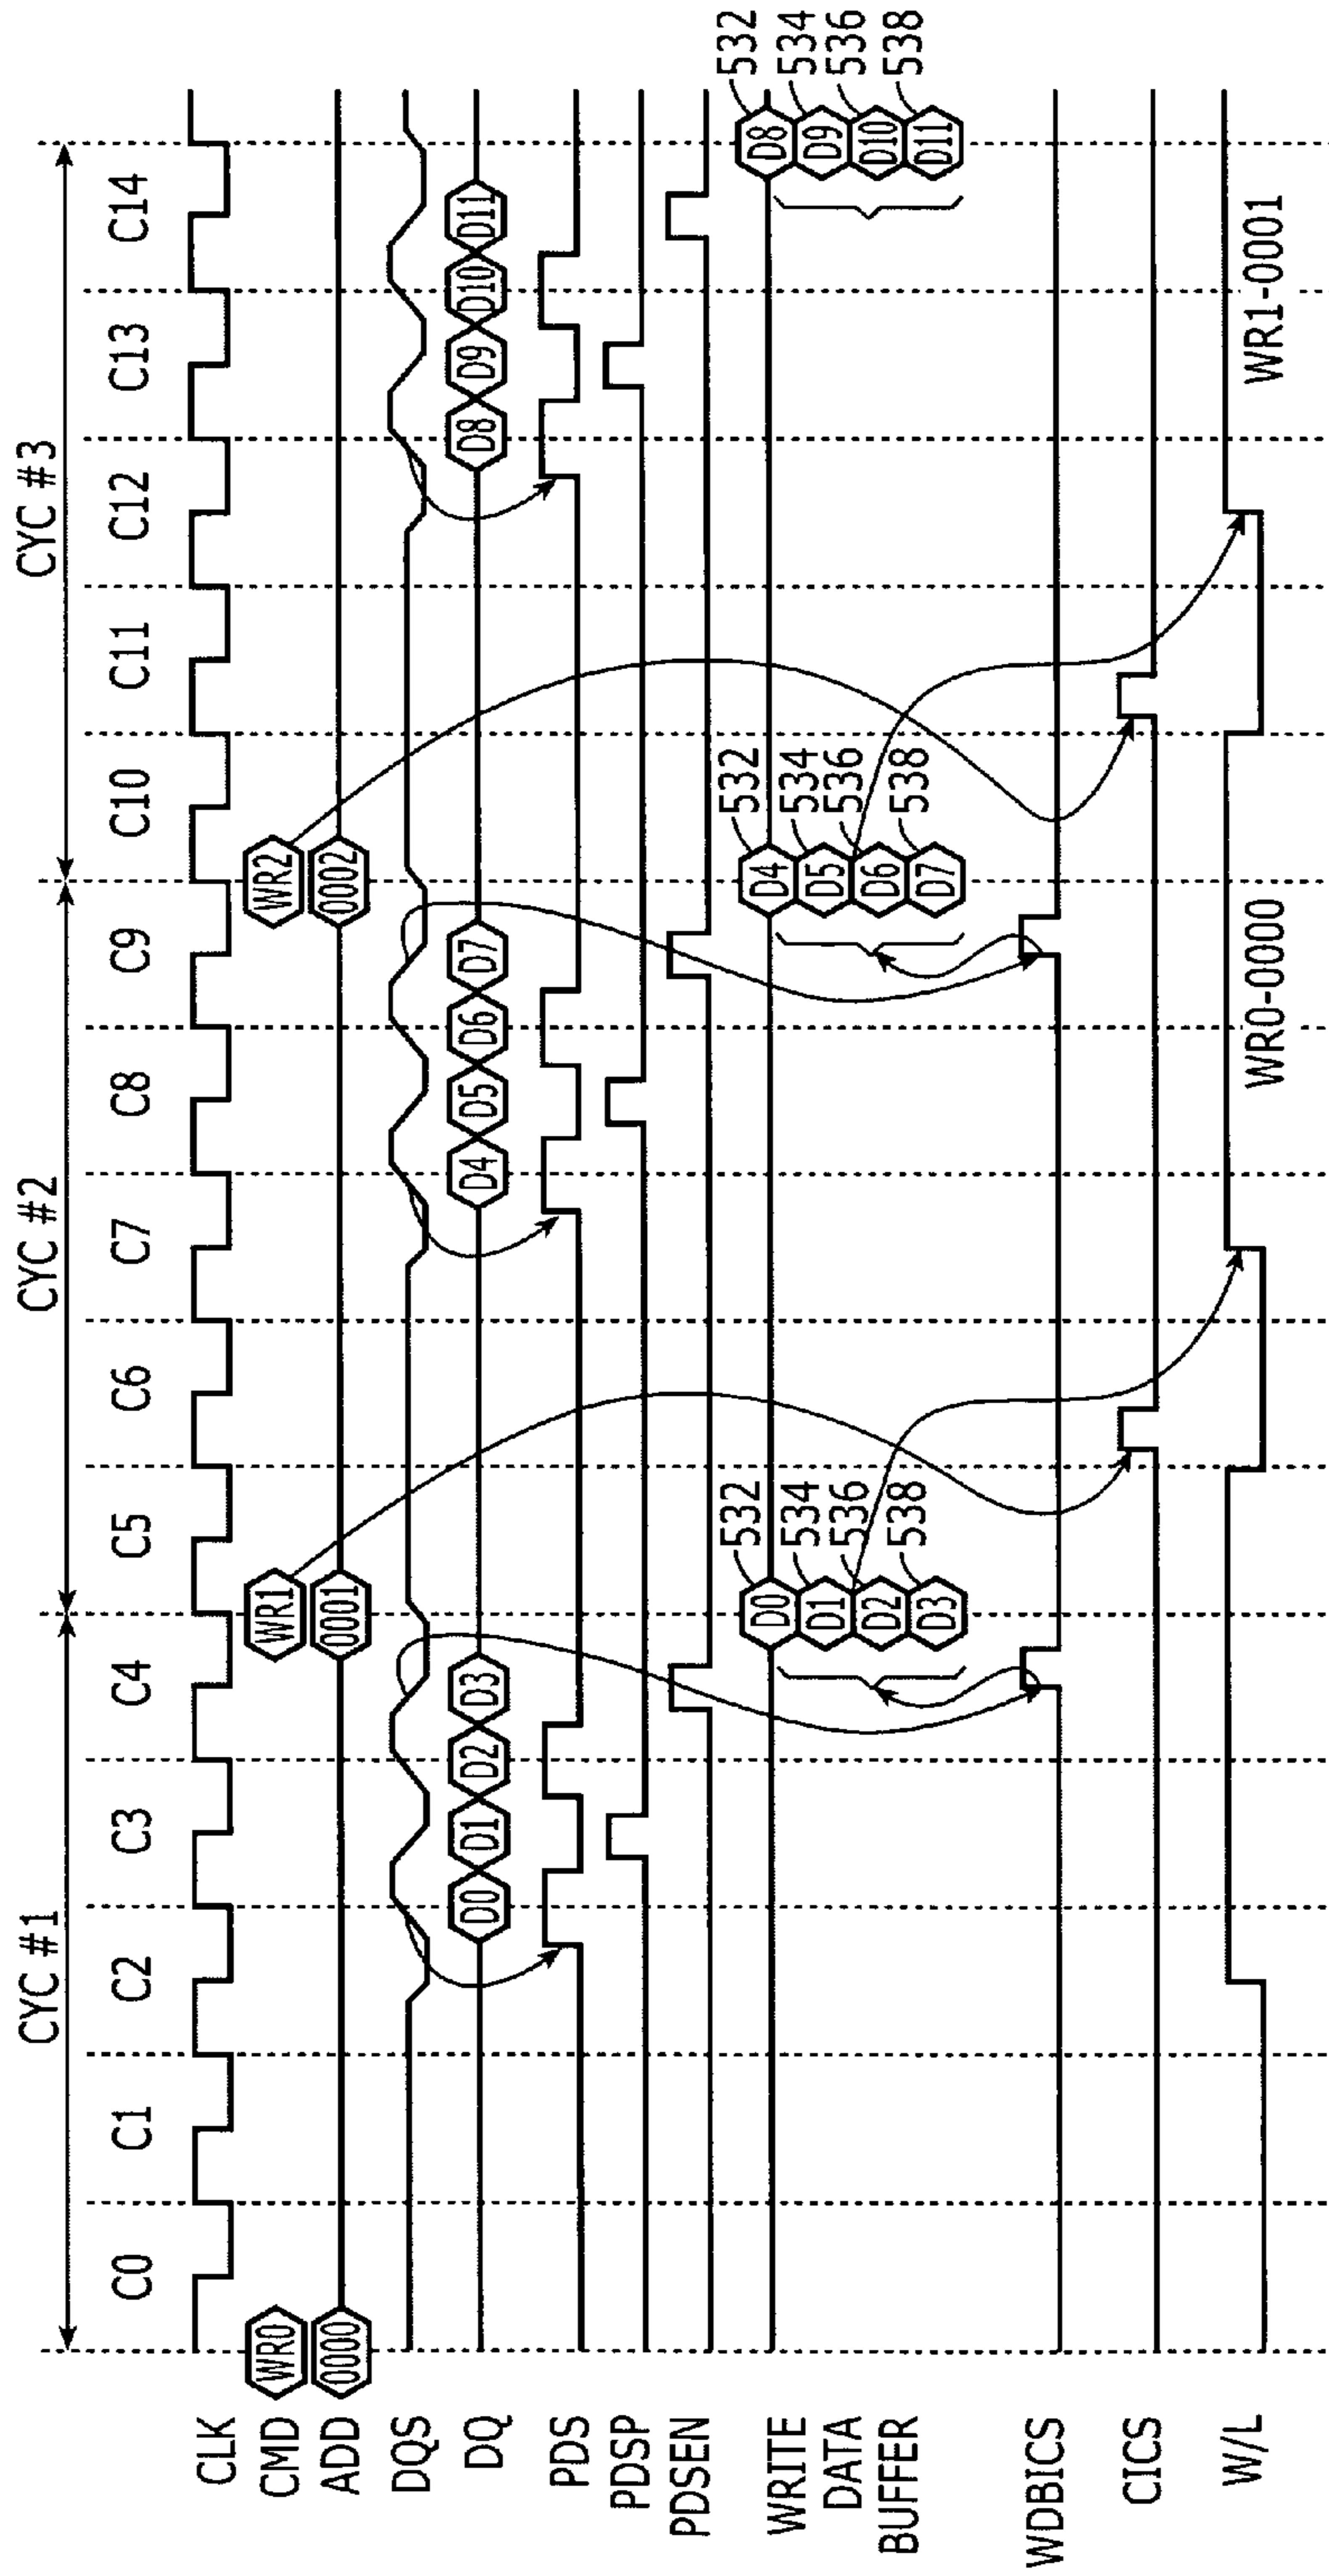 CYC #1 CYC #2 CYC #3
C0 C1 C2 C3 C4 C5 C6 C7 C8 C9 C10 C11 C12 C13 C14
CLK
CMD WR0 WR1 WR2
ADD 0000 0001 0002
DQS
DQ D0 D1 D2 D3 D4 D5 D6 D7 D8 D9 D10 D11
PDS
PDSP
PDSEN
WRITE D0 532 D4 532 D8 532
DATA D1 534 D5 534 D9 534
BUFFER D2 536 D6 536 D10 536
D3 538 D7 538 D11 538
WDBICS
CICS
W/L
WR0-0000 WR1-0001